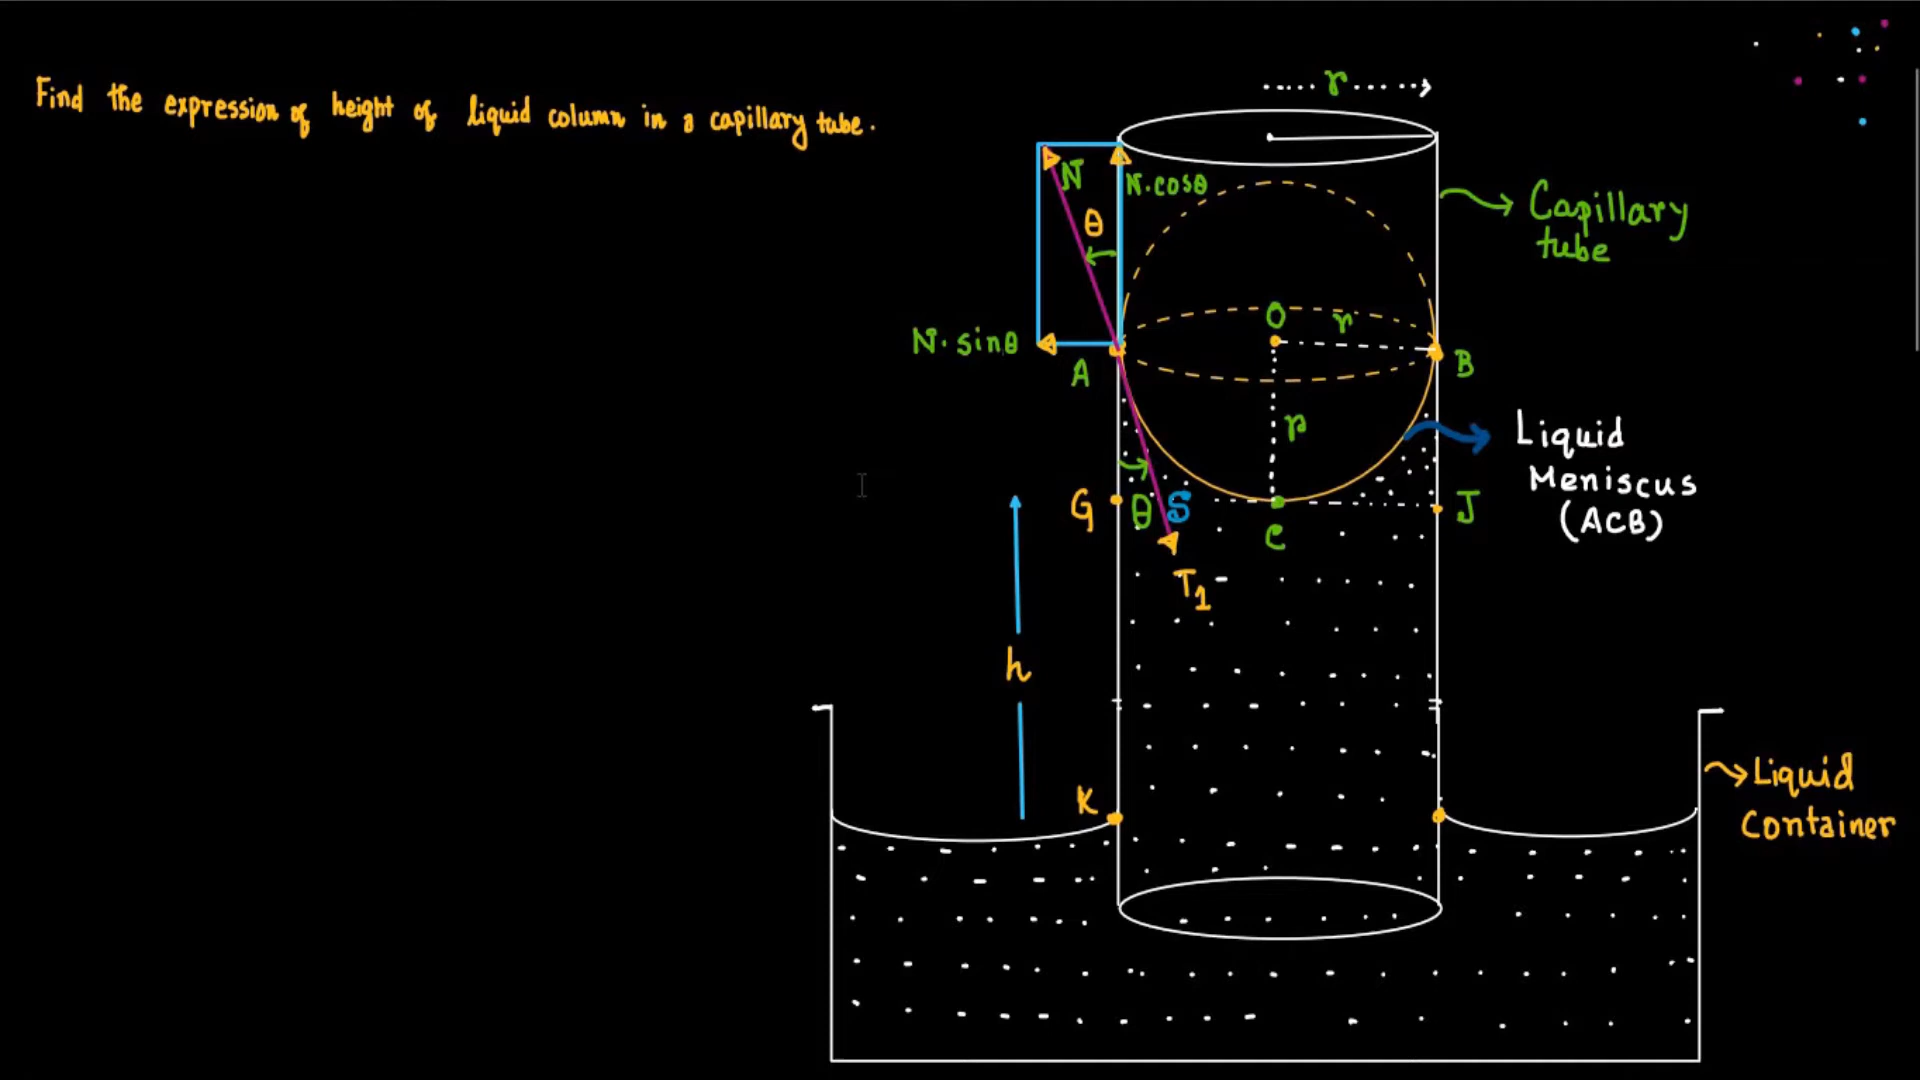 Find the expression of height of liquid column in a capillary tube.
r
N
N.cosθ
θ
Capillary
tube
N.sinθ
O
r
A
B
r
Liquid
Meniscus
(ACB)
G
θ
S
C
J
T1
h
K
Liquid
Container